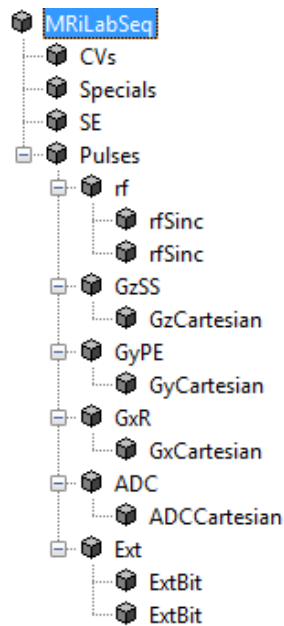 MRiLabSeq
CVs
Specials
SE
Pulses
rf
rfSinc
rfSinc
GzSS
GzCartesian
GyPE
GyCartesian
GxR
GxCartesian
ADC
ADCCartesian
Ext
ExtBit
ExtBit